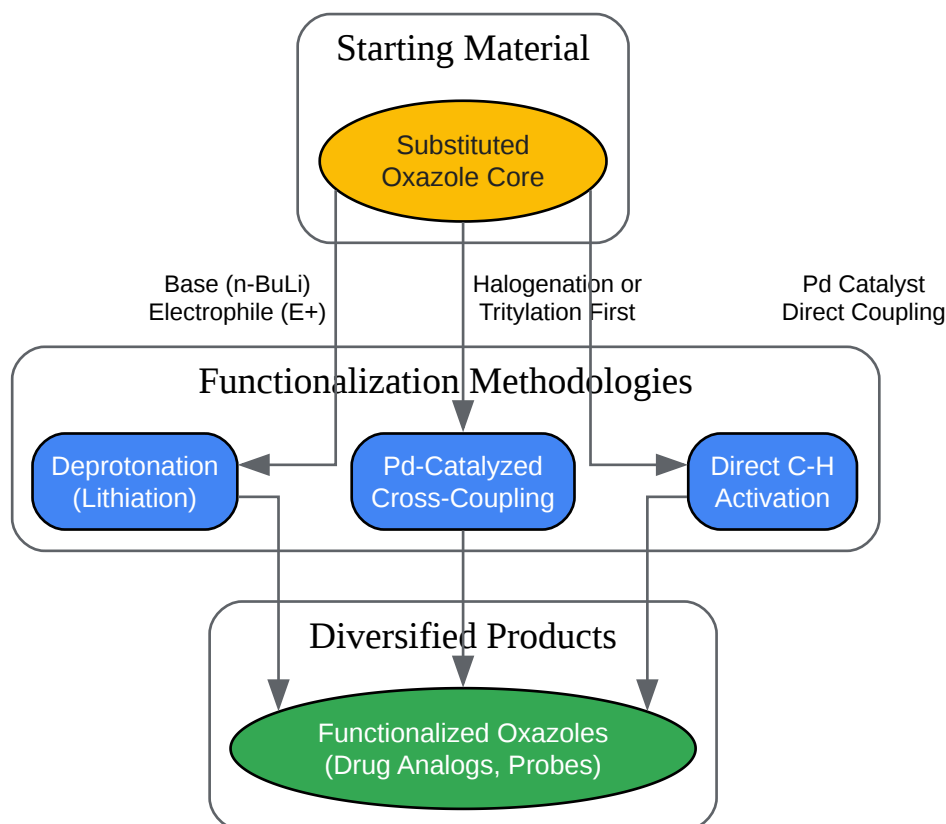 Starting Material
Substituted
Oxazole Core
Base (n-BuLi)
Electrophile (E+)
Halogenation or
Tritylation First
Pd Catalyst
Direct Coupling
Functionalization Methodologies
Deprotonation
(Lithiation)
Pd-Catalyzed
Cross-Coupling
Direct C-H
Activation
Diversified Products
Functionalized Oxazoles
(Drug Analogs, Probes)